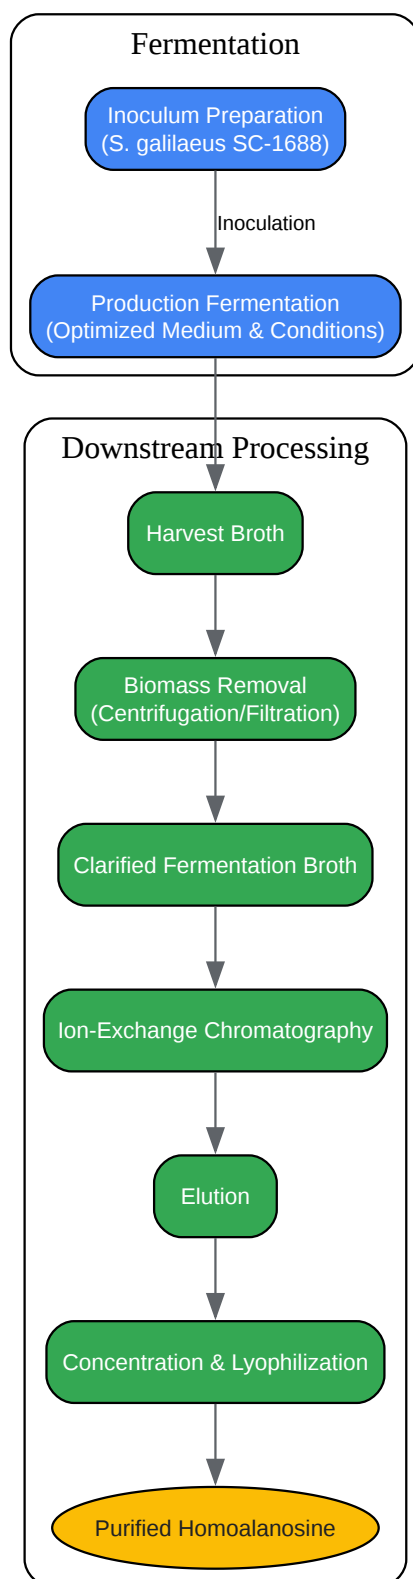 Fermentation
Inoculum Preparation
(S. galilaeus SC-1688)
Inoculation
Production Fermentation
(Optimized Medium & Conditions)
Downstream Processing
Harvest Broth
Biomass Removal
(Centrifugation/Filtration)
Clarified Fermentation Broth
Ion-Exchange Chromatography
Elution
Concentration & Lyophilization
Purified Homoalanosine